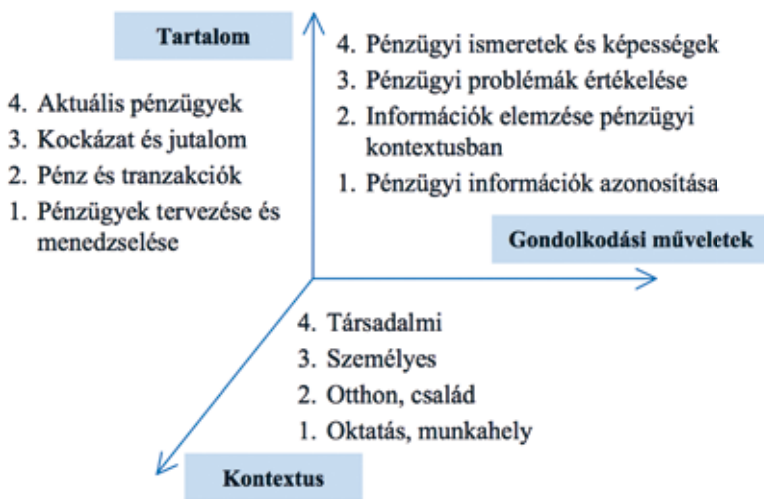 Tartalom
4. Aktuális pénzügyek
3. Kockázat és jutalom
2. Pénz és tranzakciók
1. Pénzügyek tervezése és
menedzselése
4. Pénzügyi ismeretek és képességek
3. Pénzügyi problémák értékelése
2. Információk elemzése pénzügyi
kontextusban
1. Pénzügyi információk azonosítása
Gondolkodási műveletek
4. Társadalmi
3. Személyes
2. Otthon, család
1. Oktatás, munkahely
Kontextus